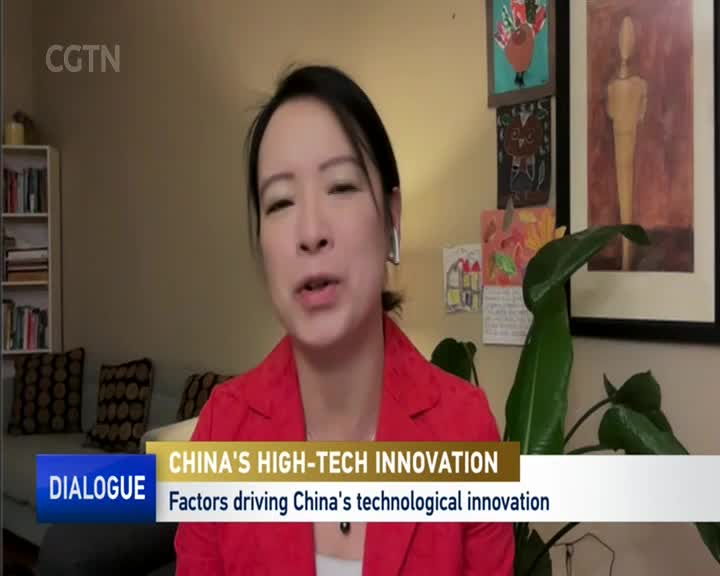 CGTN
CHINA'S HIGH-TECH INNOVATION
DIALOGUE
Factors driving China's technological innovation